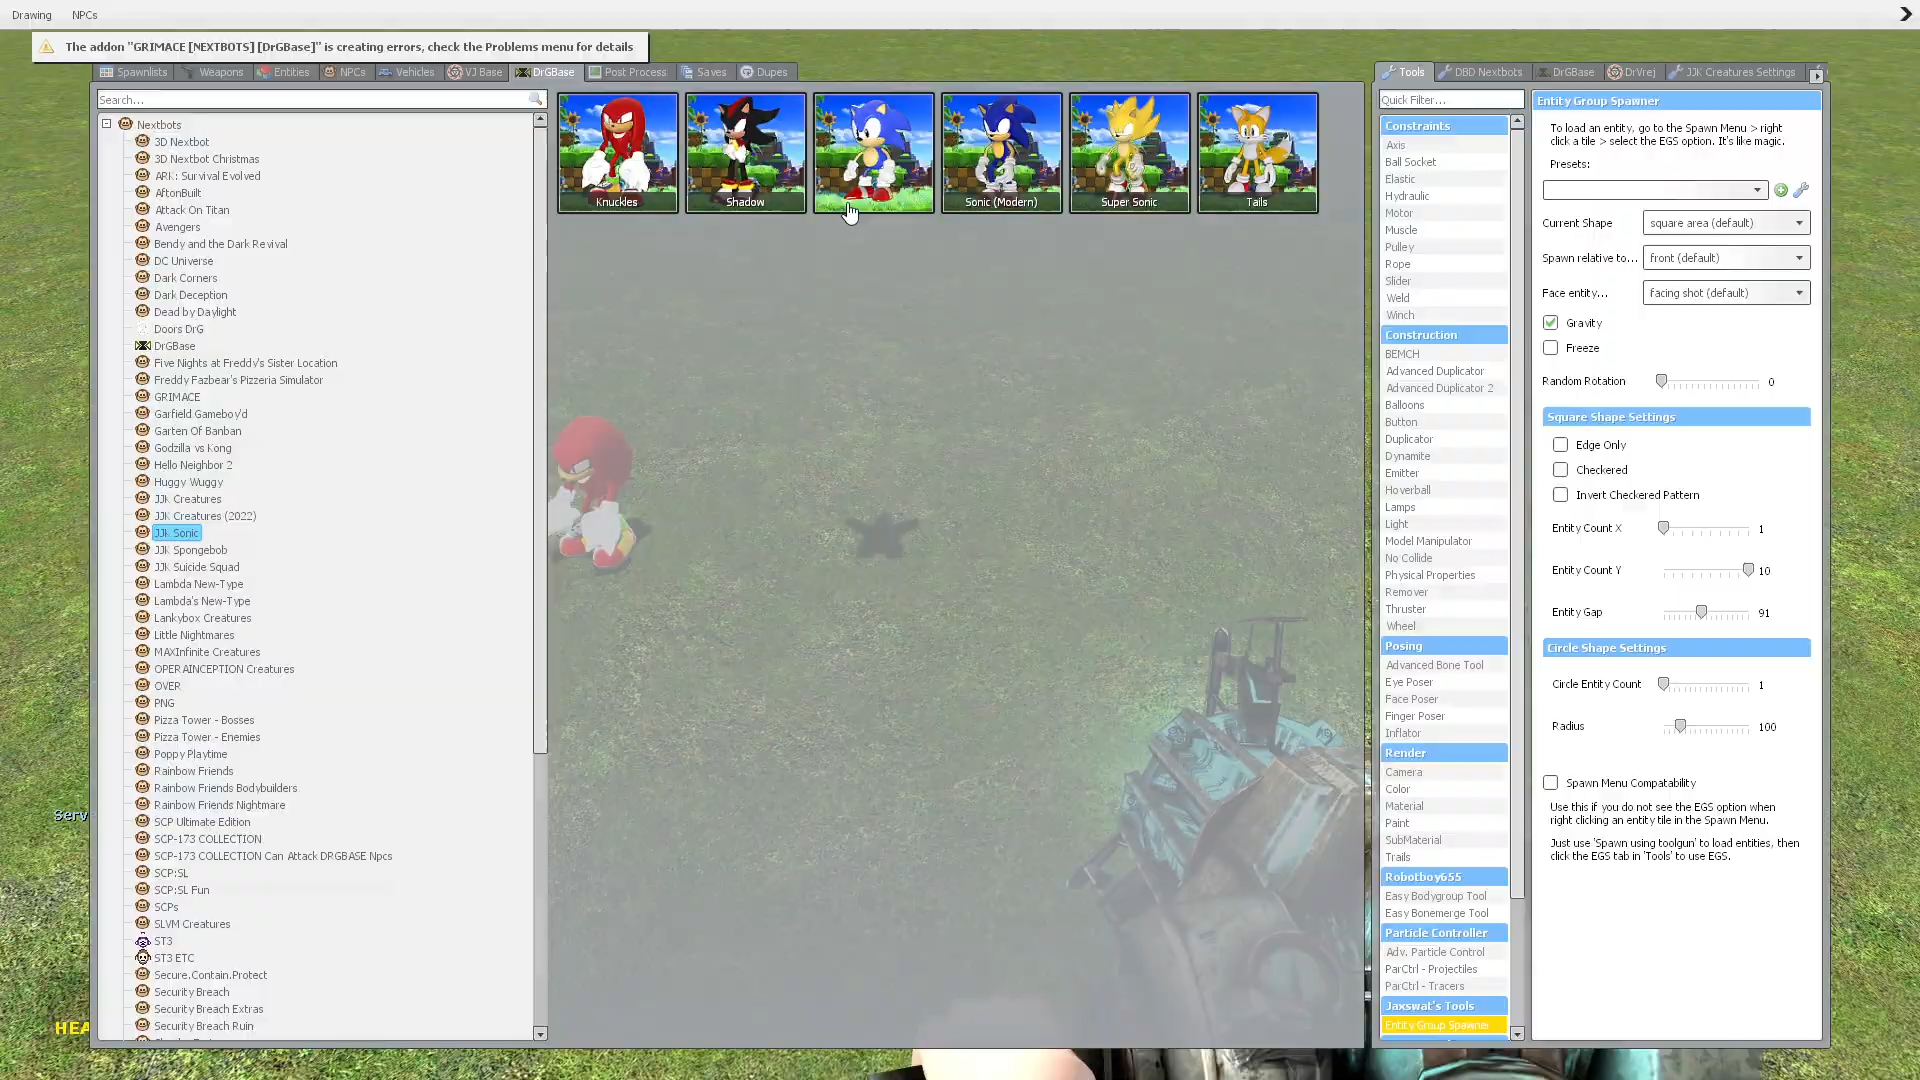 Drawing NPCs
The addon "GRIMACE [NEXTBOTS] [DrGBase]" is creating errors, check the Problems menu for details
Spawnlists Weapons Entities NPCs Vehicles VJ Base DrGBase Post Process Saves Dupes
Search...
Nextbots
3D Nextbot
3D Nextbot Christmas
ARK: Survival Evolved
AftonBuilt
Attack On Titan
Avengers
Bendy and the Dark Revival
DC Universe
Dark Corners
Dark Deception
Dead by Daylight
Doors DrG
DrGBase
Five Nights at Freddy's Sister Location
Freddy Fazbear's Pizzeria Simulator
GRIMACE
Garfield Gameboy'd
Garten Of Banban
Godzilla vs Kong
Hello Neighbor 2
Huggy Wuggy
JJK Creatures
JJK Creatures (2022)
JJK Sonic
JJK Spongebob
JJK Suicide Squad
Lambda New-Type
Lambda's New-Type
Lankybox Creatures
Little Nightmares
MAXInfinite Creatures
OPERAINCEPTION Creatures
OVER
PNG
Pizza Tower - Bosses
Pizza Tower - Enemies
Poppy Playtime
Rainbow Friends
Rainbow Friends Bodybuilders
Rainbow Friends Nightmare
SCP Ultimate Edition
SCP-173 COLLECTION
SCP-173 COLLECTION Can Attack DRGBASE Npcs
SCP:SL
SCP:SL Fun
SCPs
SLVM Creatures
ST3
ST3 ETC
Secure.Contain.Protect
Security Breach
Security Breach Extras
Security Breach Ruin
Knuckles
Shadow
Sonic (Modern)
Super Sonic
Tails
Serv
HEA
Tools DBD Nextbots DrGBase DrVrej JJK Creatures Settings
Quick Filter...
Constraints
Axis
Ball Socket
Elastic
Hydraulic
Motor
Muscle
Pulley
Rope
Slider
Weld
Winch
Construction
BEMCH
Advanced Duplicator
Advanced Duplicator 2
Balloons
Button
Duplicator
Dynamite
Emitter
Hoverball
Lamps
Light
Model Manipulator
No Collide
Physical Properties
Remover
Thruster
Wheel
Posing
Advanced Bone Tool
Eye Poser
Face Poser
Finger Poser
Inflator
Render
Camera
Color
Material
Paint
SubMaterial
Trails
Robotboy655
Easy Bodygroup Tool
Easy Bonemerge Tool
Particle Controller
Adv. Particle Control
ParCtrl - Projectiles
ParCtrl - Tracers
Jaxswat's Tools
Entity Group Spawner
Entity Group Spawner
To load an entity, go to the Spawn Menu > right
click a tile > select the EGS option. It's like magic.
Presets:
Current Shape square area (default)
Spawn relative to... front (default)
Face entity... facing shot (default)
Gravity
Freeze
Random Rotation 0
Square Shape Settings
Edge Only
Checkered
Invert Checkered Pattern
Entity Count X 1
Entity Count Y 10
Entity Gap 91
Circle Shape Settings
Circle Entity Count 1
Radius 100
Spawn Menu Compatability
Use this if you do not see the EGS option when
right clicking an entity tile in the Spawn Menu.
Just use 'Spawn using toolgun' to load entities, then
click the EGS tab in 'Tools' to use EGS.